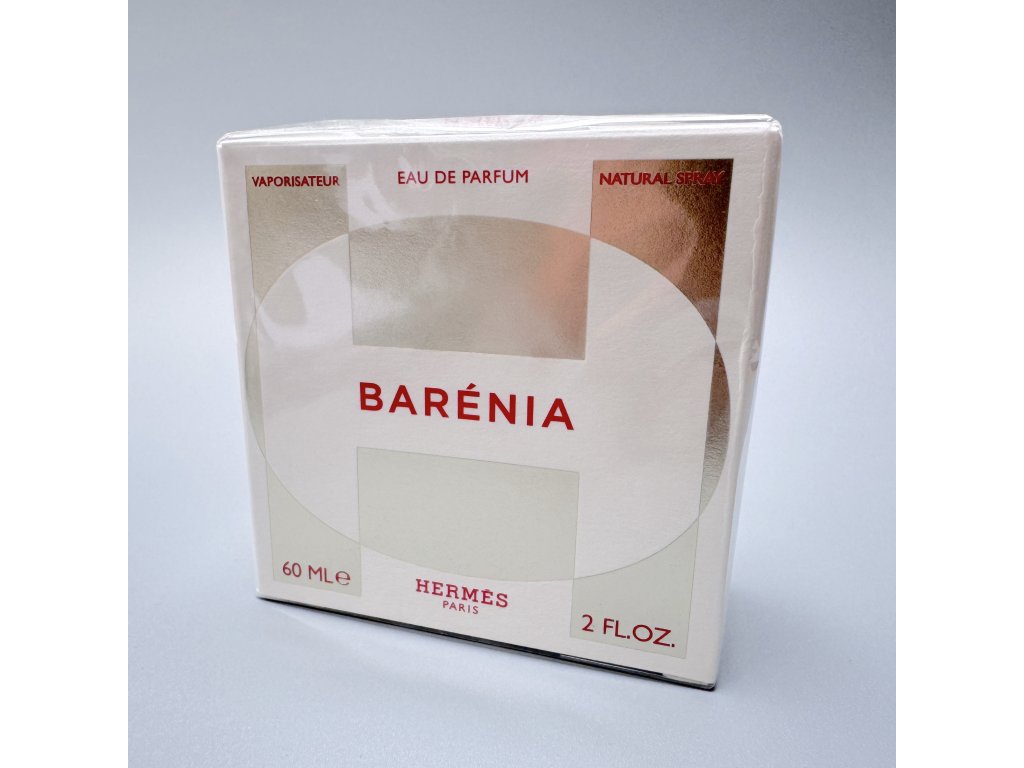 VAPORISATEUR
EAU DE PARFUM
NATURAL SPRAY
BARÉNIA
60 ML℮
HERMÈS
PARIS
2 FL.OZ.